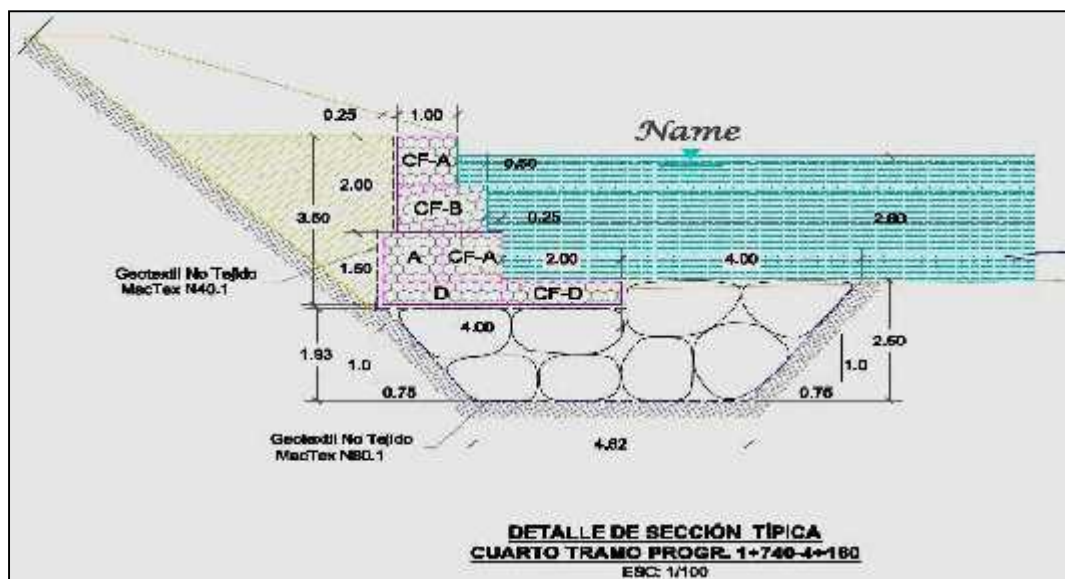 0.25
1.00
Name
CF-A
0.50
2.00
CF-B
3.50
0.25
2.80
A
CF-A
2.00
4.00
1.50
Geotextil No Tejido
MacTex N40.1
D
CF-D
4.00
1.93
1.0
2.50
1.0
0.75
0.75
Geotextil No Tejido
MacTex N80.1
4.62
DETALLE DE SECCIÓN TÍPICA
CUARTO TRAMO PROGR. 1+740-4+160
ESC: 1/100